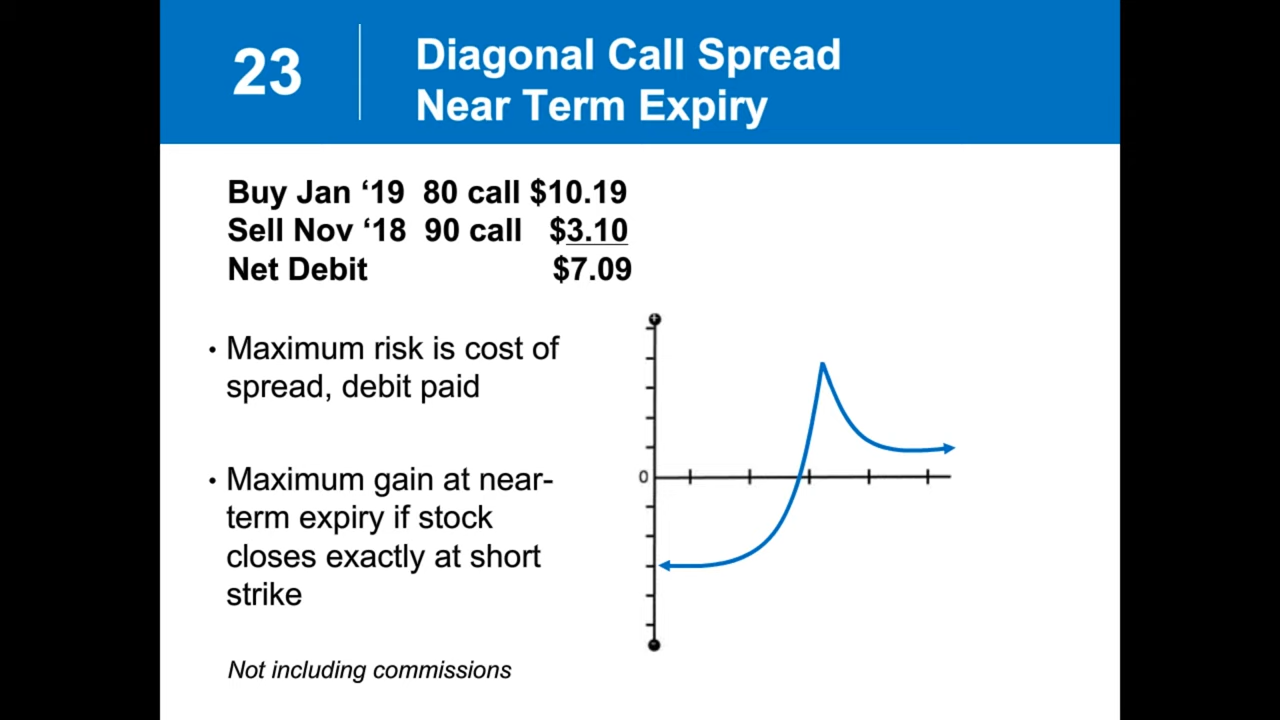 23
Diagonal Call Spread
Near Term Expiry
Buy Jan ‘19 80 call $10.19
Sell Nov ‘18 90 call $3.10
Net Debit $7.09
• Maximum risk is cost of
spread, debit paid
• Maximum gain at near-
term expiry if stock
closes exactly at short
strike
0
Not including commissions